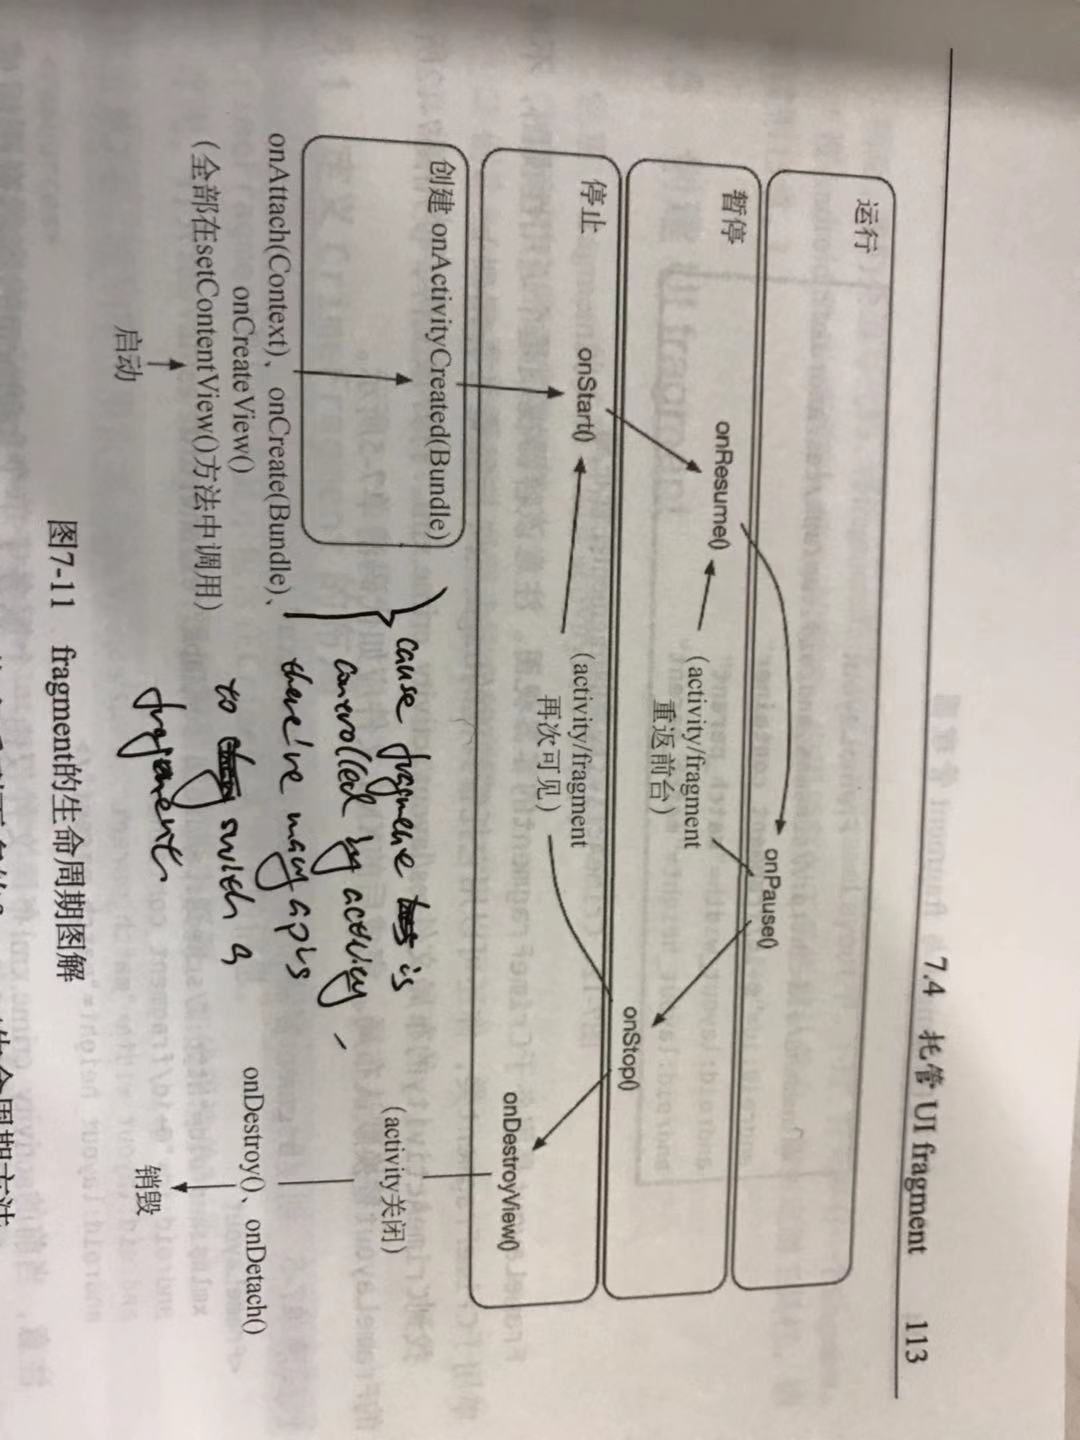 7.4 托管 UI fragment 113
运行
暂停
onResume()
onPause()
（activity/fragment
重返前台）
停止
onStart()
onStop()
（activity/fragment
再次可见）
创建 onActivityCreated(Bundle)
onDestroyView()
onAttach(Context)、onCreate(Bundle)、
onCreateView()
（全部在setContentView()方法中调用）
启动
cause fragment is
controlled by activity,
there're many apis
to switch a
fragment.
（activity关闭）
onDestroy()、onDetach()
销毁
图7-11 fragment的生命周期图解